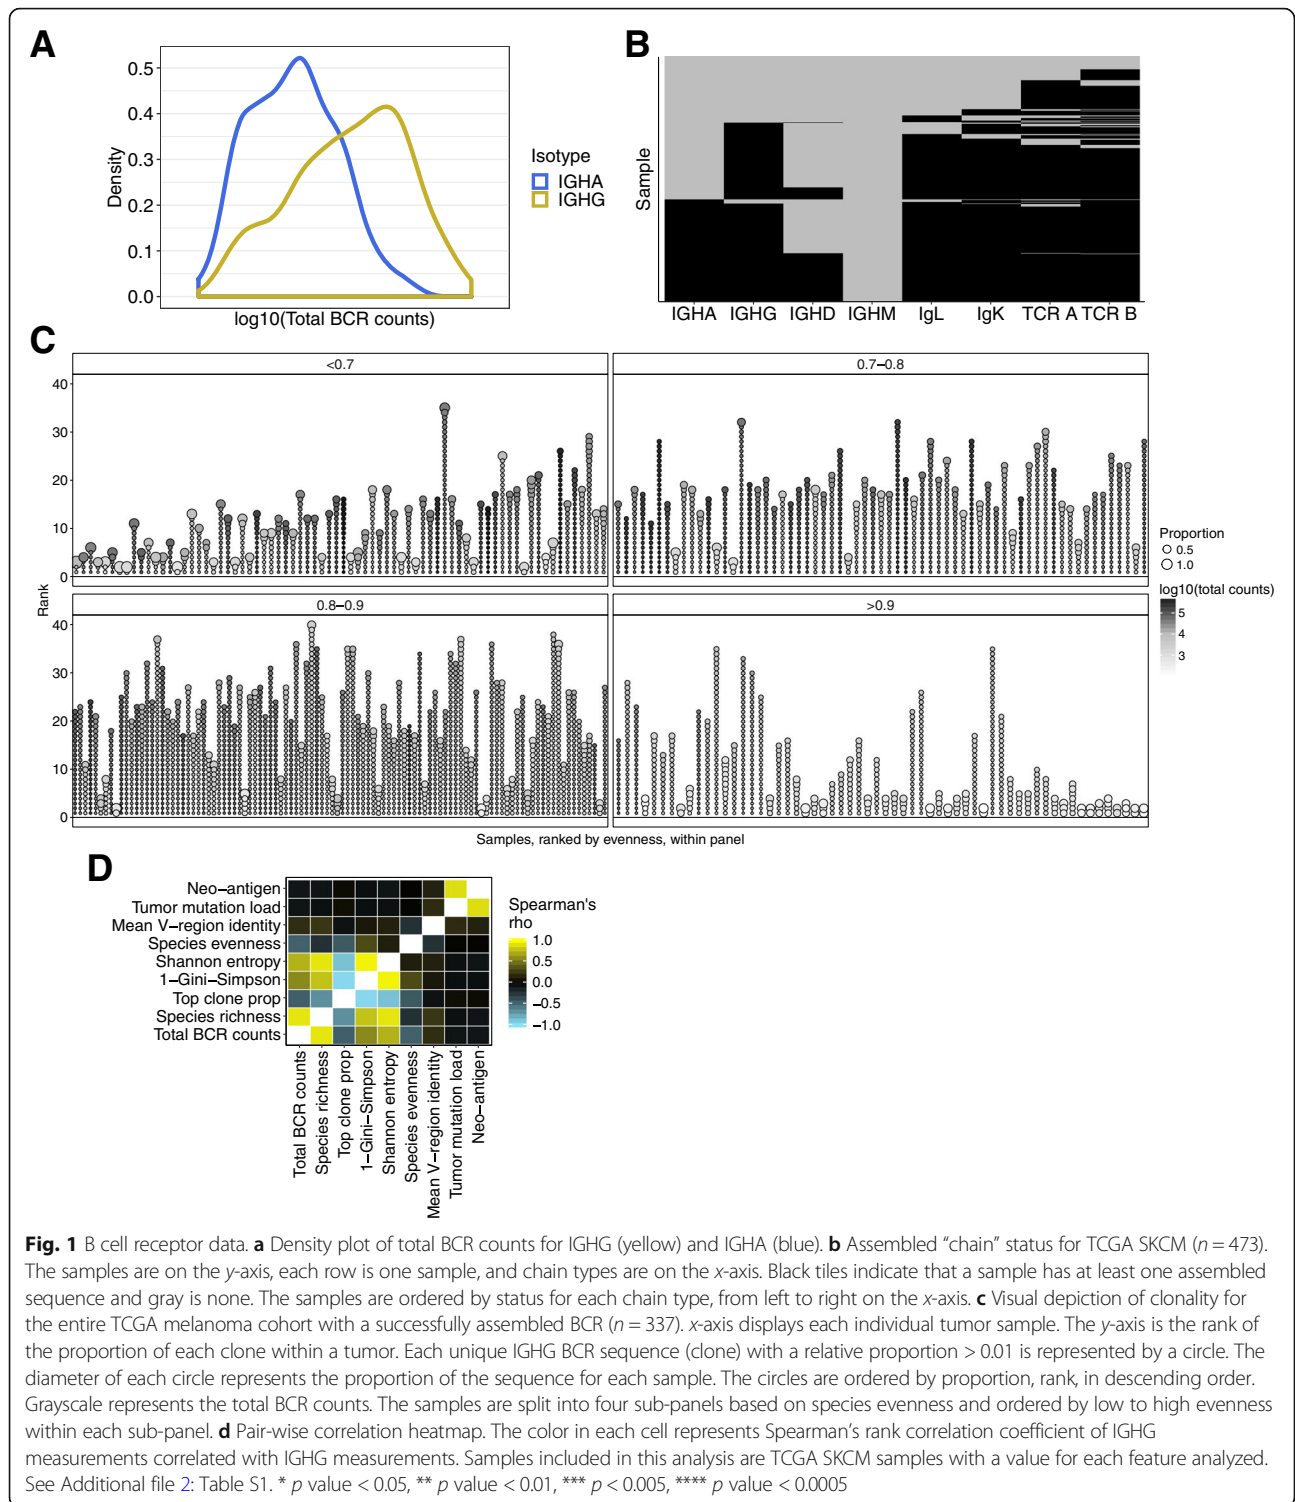 A
0.5
0.4
0.3
0.2
0.1
0.0
Density
log10(Total BCR counts)
Isotype
IGHA
IGHG
B
Sample
IGHA IGHG IGHD IGHM IgL IgK TCR A TCR B
C
<0.7
0.7–0.8
40
30
20
10
0
Rank
0.8–0.9
>0.9
40
30
20
10
0
Samples, ranked by evenness, within panel
Proportion
0.5
1.0
log10(total counts)
5
4
3
D
Neo–antigen
Tumor mutation load
Mean V–region identity
Species evenness
Shannon entropy
1–Gini–Simpson
Top clone prop
Species richness
Total BCR counts
Total BCR counts
Species richness
Top clone prop
1–Gini–Simpson
Shannon entropy
Species evenness
Mean V–region identity
Tumor mutation load
Neo–antigen
Spearman's
rho
1.0
0.5
0.0
−0.5
−1.0
Fig. 1 B cell receptor data. a Density plot of total BCR counts for IGHG (yellow) and IGHA (blue). b Assembled “chain” status for TCGA SKCM (n = 473).
The samples are on the y-axis, each row is one sample, and chain types are on the x-axis. Black tiles indicate that a sample has at least one assembled
sequence and gray is none. The samples are ordered by status for each chain type, from left to right on the x-axis. c Visual depiction of clonality for
the entire TCGA melanoma cohort with a successfully assembled BCR (n = 337). x-axis displays each individual tumor sample. The y-axis is the rank of
the proportion of each clone within a tumor. Each unique IGHG BCR sequence (clone) with a relative proportion > 0.01 is represented by a circle. The
diameter of each circle represents the proportion of the sequence for each sample. The circles are ordered by proportion, rank, in descending order.
Grayscale represents the total BCR counts. The samples are split into four sub-panels based on species evenness and ordered by low to high evenness
within each sub-panel. d Pair-wise correlation heatmap. The color in each cell represents Spearman’s rank correlation coefficient of IGHG
measurements correlated with IGHG measurements. Samples included in this analysis are TCGA SKCM samples with a value for each feature analyzed.
See Additional file 2: Table S1. * p value < 0.05, ** p value < 0.01, *** p < 0.005, **** p value < 0.0005